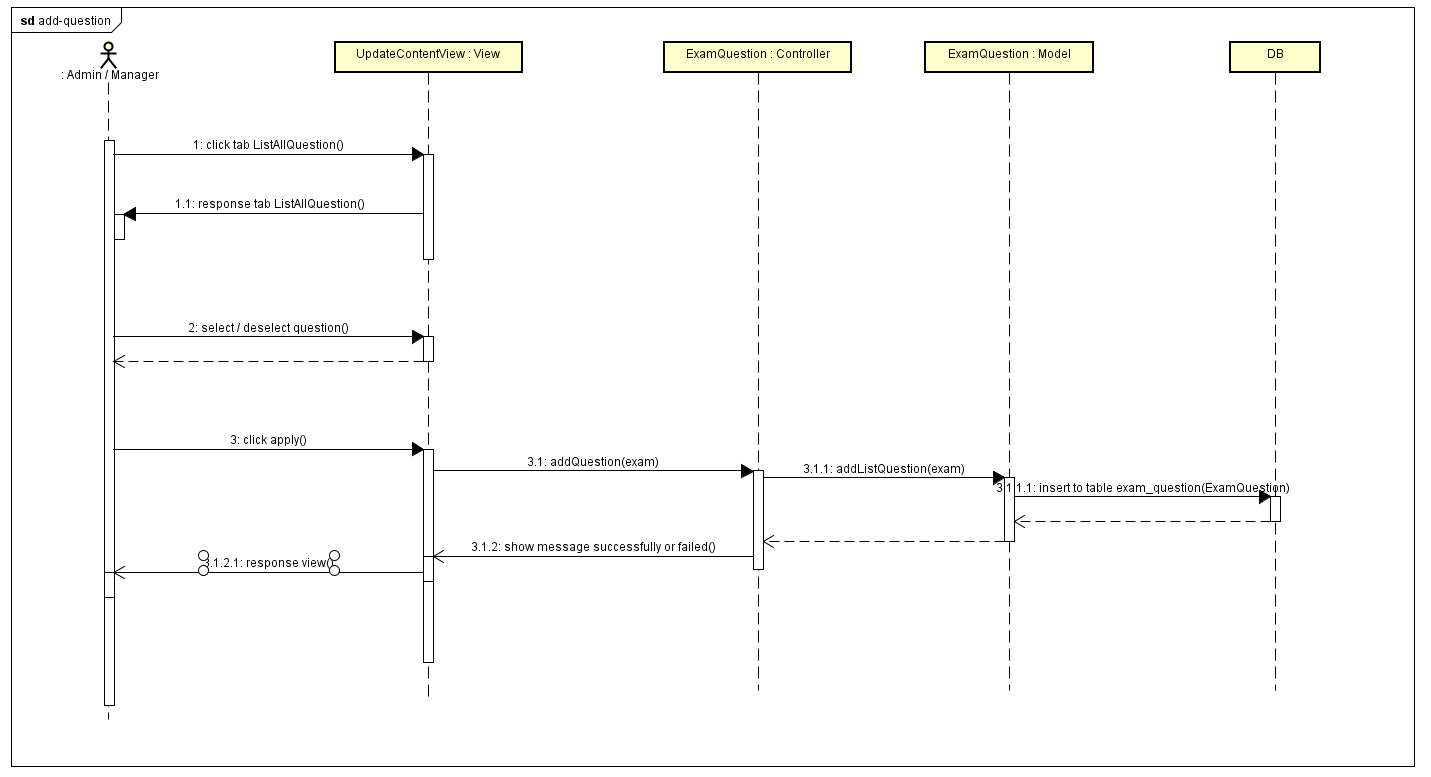 sd add-question
: Admin / Manager
UpdateContentView : View
ExamQuestion : Controller
ExamQuestion : Model
DB
1: click tab ListAllQuestion()
1.1: response tab ListAllQuestion()
2: select / deselect question()
3: click apply()
3.1: addQuestion(exam)
3.1.1: addListQuestion(exam)
3.1.1.1: insert to table exam_question(ExamQuestion)
3.1.2: show message successfully or failed()
3.1.2.1: response view()